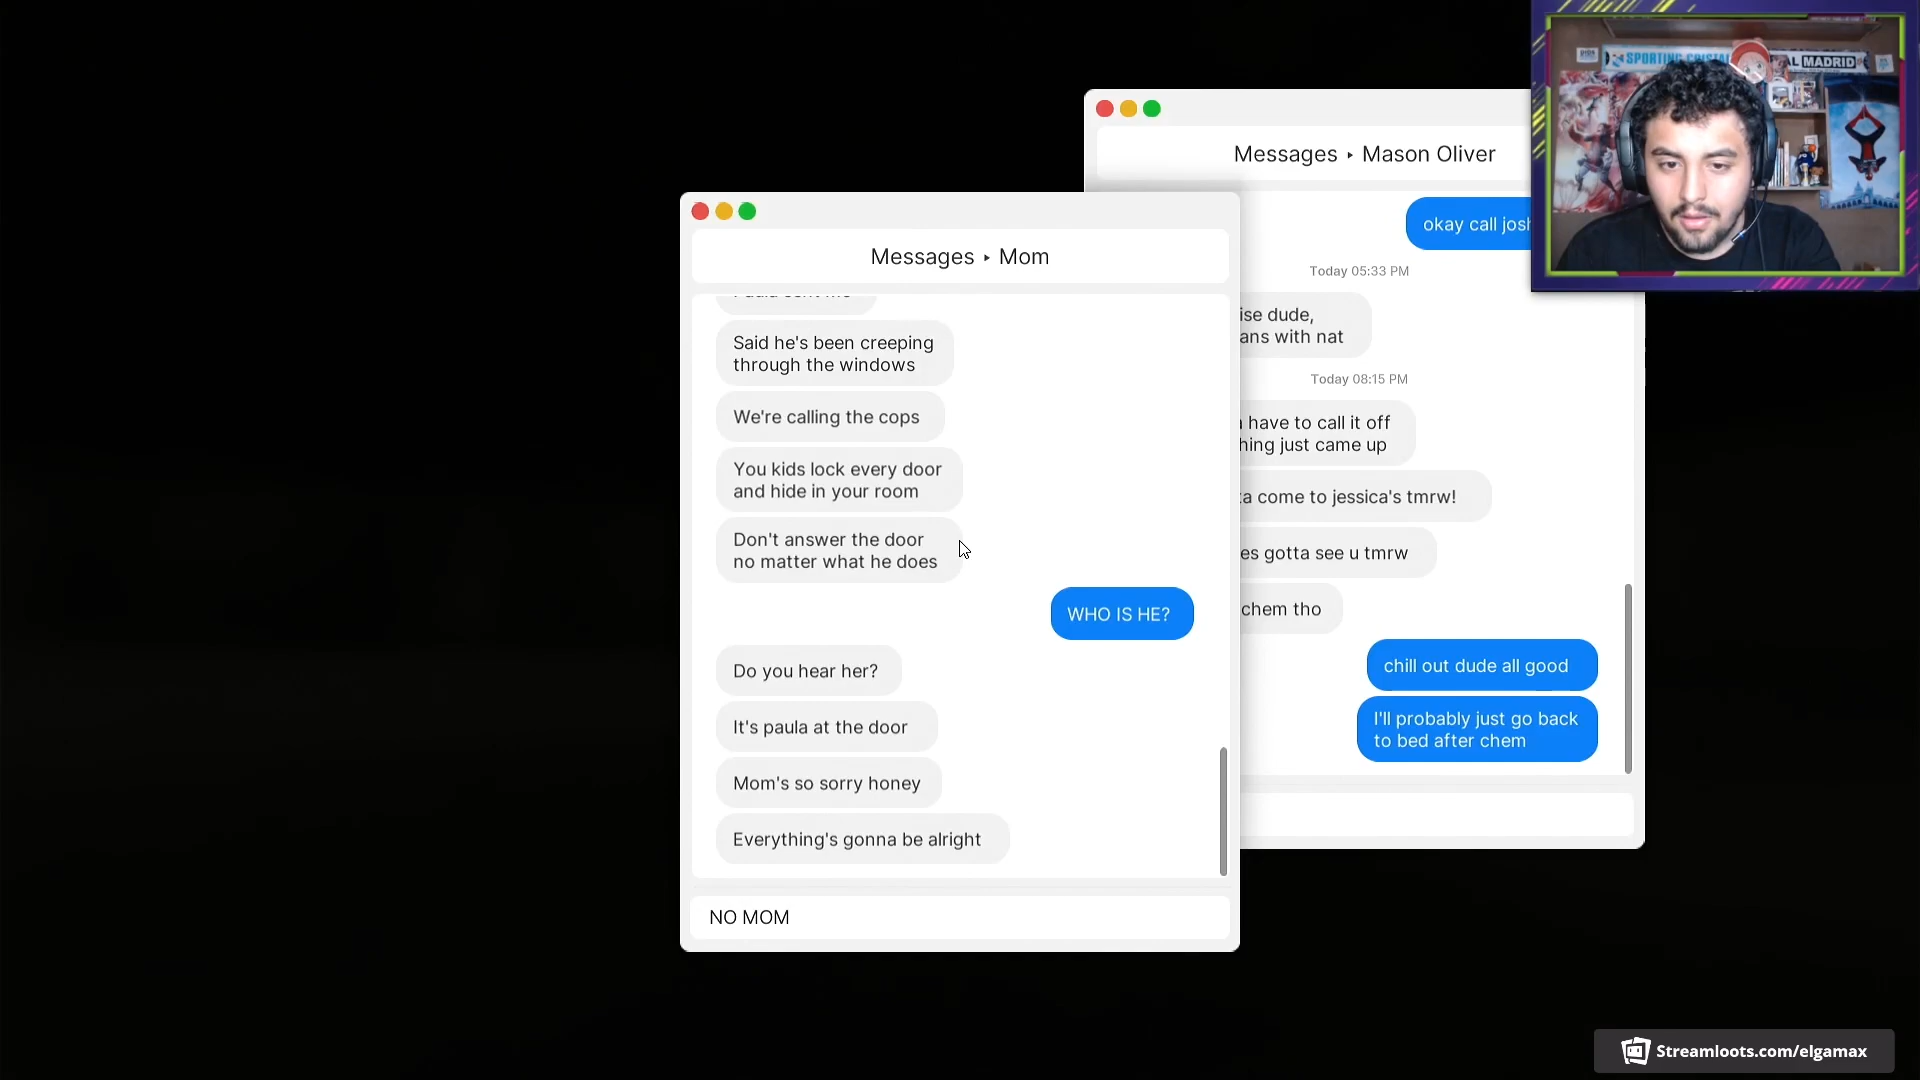 Messages ▸ Mom
Said he's been creeping
through the windows
We're calling the cops
You kids lock every door
and hide in your room
Don't answer the door
no matter what he does
WHO IS HE?
Do you hear her?
It's paula at the door
Mom's so sorry honey
Everything's gonna be alright
NO MOM
Messages ▸ Mason Oliver
okay call josh
Today 05:33 PM
ise dude,
ans with nat
Today 08:15 PM
have to call it off
hing just came up
ta come to jessica's tmrw!
es gotta see u tmrw
chem tho
chill out dude all good
I'll probably just go back
to bed after chem
SPORTING CRISTAL
AL MADRID
Streamloots.com/elgamax